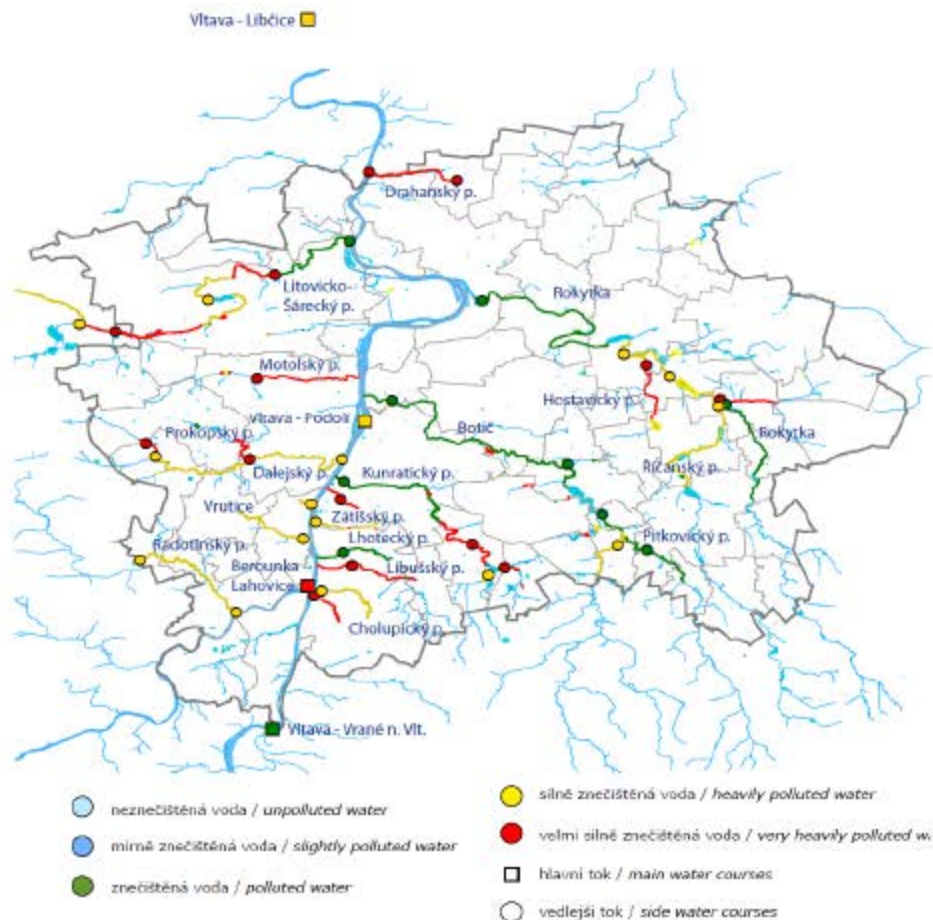 Vltava - Libčice
Drahanský p.
Litovicko-
Šárecký p.
Rokytka
Motolský p.
Hostavický p.
Vltava - Podolí
Botič
Rokytka
Prokopský p.
Dalejský p.
Kunratický p.
Říčanský p.
Vrutice
Zátišský p.
Radotínský p.
Lhotecký p.
Pitkovický p.
Berounka
Lahovice
Libušský p.
Cholupický p.
Vltava - Vrané n. Vlt.
neznečištěná voda / unpolluted water
mírně znečištěná voda / slightly polluted water
znečištěná voda / polluted water
silně znečištěná voda / heavily polluted water
velmi silně znečištěná voda / very heavily polluted w
hlavní tok / main water courses
vedlejší tok / side water courses